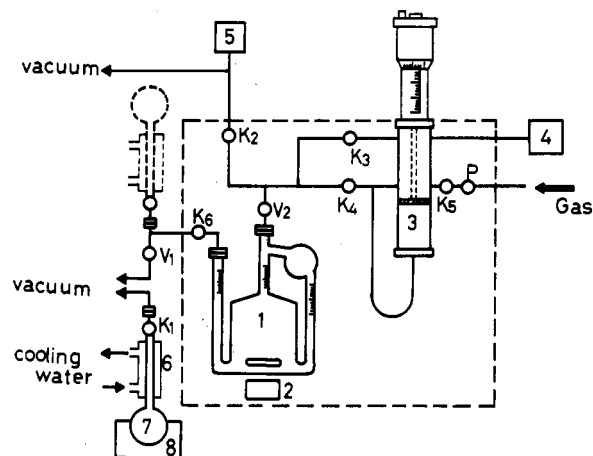 5
vacuum
K2
K3
4
K4
K5
P
Gas
3
K6
V2
V1
vacuum
1
K1
cooling
water
6
2
7
8